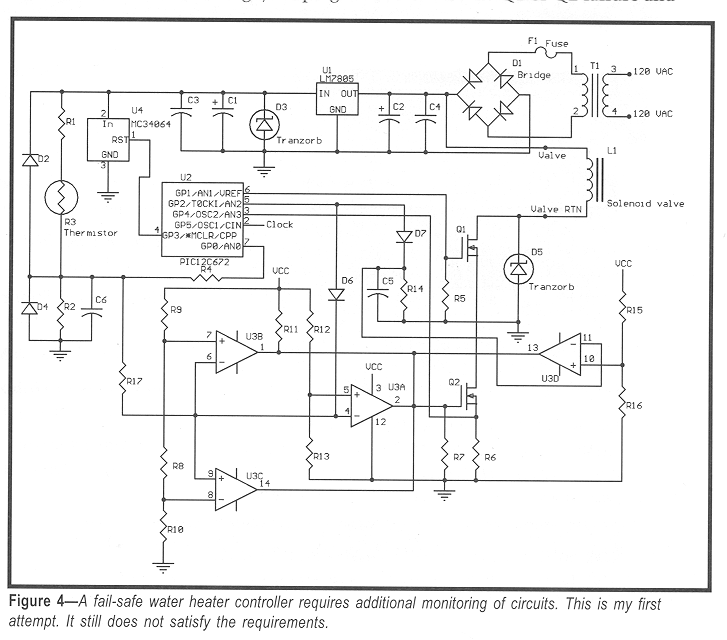 F1 Fuse
U1
LM7805
IN OUT
GND
D1
Bridge
T1
1
2
3
4
120 VAC
120 VAC
R1
2
U4
In
MC34064
RST
1
GND
3
C3
+
C1
D3
Tranzorb
+
C2
C4
L1
Valve
Solenoid valve
Valve RTN
D2
R3
Thermistor
U2
GP1/AN1/VREF
GP2/T0CKI/AN2
GP4/OSC2/AN3
GP5/OSC1/CIN
GP3/*MCLR/CPP
GP0/AN0
PIC12C672
6
5
3
2
7
4
Clock
R4
D7
Q1
D5
Tranzorb
VCC
D4
R2
C6
R9
VCC
D6
C5
R14
R5
R11
R12
R15
7
+
U3B
6
-
1
13
-
11
+
10
U3D
R17
VCC
5
+
3
U3A
4
-
2
12
Q2
R16
R8
R13
R7
R6
9
+
U3C
8
-
14
R10
Figure 4—A fail-safe water heater controller requires additional monitoring of circuits. This is my first
attempt. It still does not satisfy the requirements.